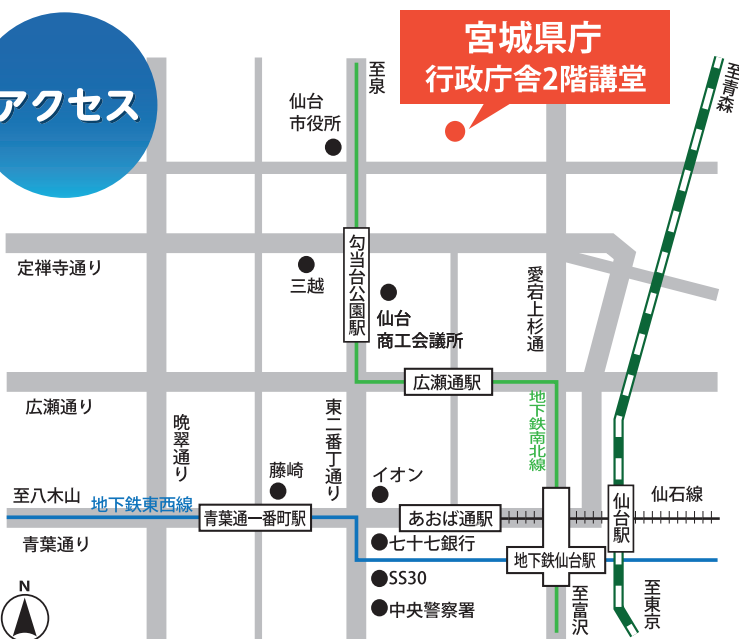 アクセス
宮城県庁
行政庁舎2階講堂
至泉
至青森
仙台
市役所
定禅寺通り
三越
勾当台公園駅
仙台
商工会議所
愛宕上杉通
広瀬通り
広瀬通駅
地下鉄南北線
晩翠通り
東二番丁通り
藤崎
イオン
至八木山
地下鉄東西線
青葉通一番町駅
あおば通駅
仙台駅
仙石線
青葉通り
七十七銀行
地下鉄仙台駅
SS30
中央警察署
至富沢
至東京
N